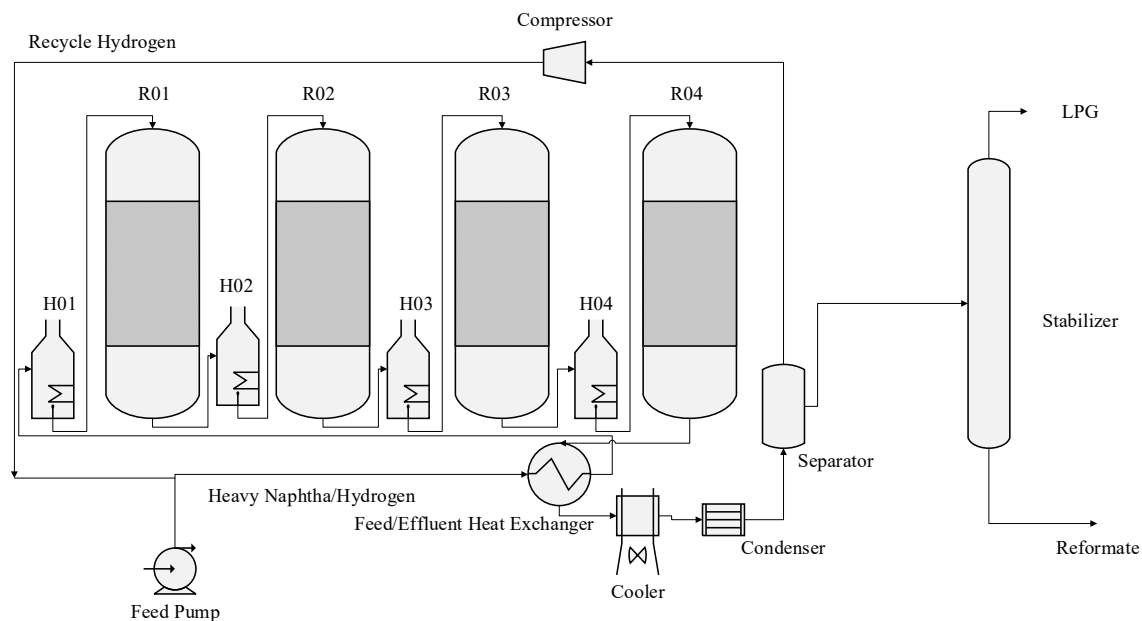 Compressor
Recycle Hydrogen
R01
R02
R03
R04
LPG
H01
H02
H03
H04
Stabilizer
Separator
Heavy Naphtha/Hydrogen
Feed/Effluent Heat Exchanger
Condenser
Reformate
Cooler
Feed Pump